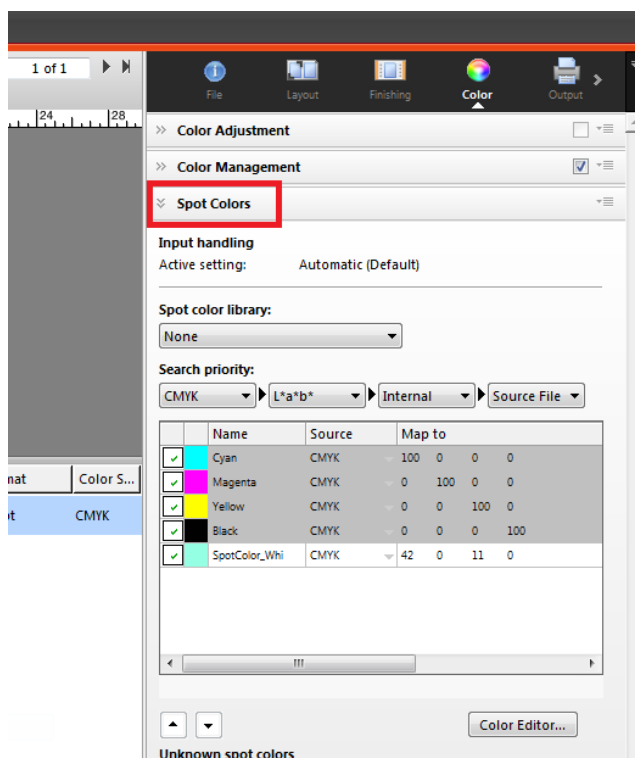 1 of 1
24 28
File Layout Finishing Color Output
Color Adjustment
Color Management
Spot Colors
Input handling
Active setting: Automatic (Default)
Spot color library:
None
Search priority:
CMYK L*a*b* Internal Source File
Name Source Map to
Cyan CMYK 100 0 0 0
Magenta CMYK 0 100 0 0
Yellow CMYK 0 0 100 0
Black CMYK 0 0 0 100
SpotColor_Whi CMYK 42 0 11 0
mat Color S...
ot CMYK
Color Editor...
Unknown spot colors